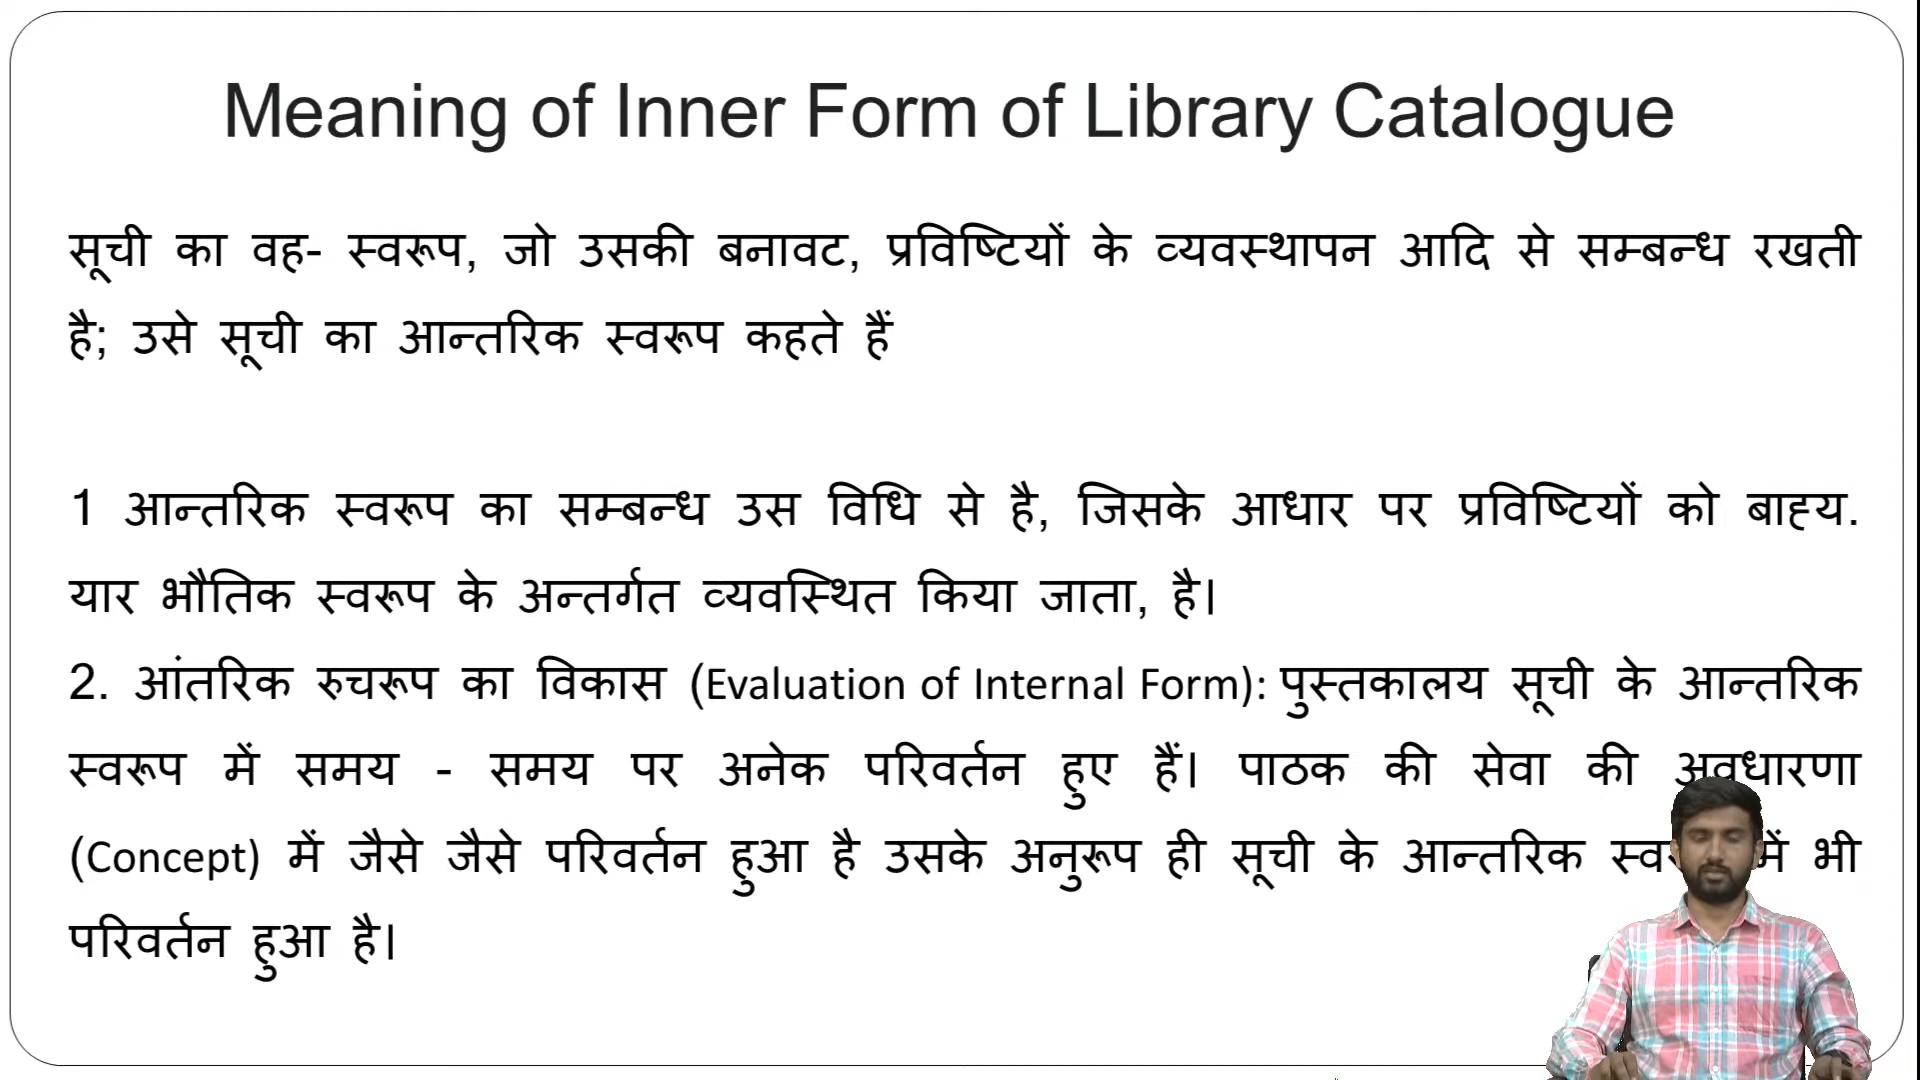 Meaning of Inner Form of Library Catalogue
सूची का वह- स्वरूप, जो उसकी बनावट, प्रविष्टियों के व्यवस्थापन आदि से सम्बन्ध रखती
है; उसे सूची का आन्तरिक स्वरूप कहते हैं
1 आन्तरिक स्वरूप का सम्बन्ध उस विधि से है, जिसके आधार पर प्रविष्टियों को बाह्य.
यार भौतिक स्वरूप के अन्तर्गत व्यवस्थित किया जाता, है।
2. आंतरिक रुचरूप का विकास (Evaluation of Internal Form): पुस्तकालय सूची के आन्तरिक
स्वरूप में समय - समय पर अनेक परिवर्तन हुए हैं। पाठक की सेवा की अवधारणा
(Concept) में जैसे जैसे परिवर्तन हुआ है उसके अनुरूप ही सूची के आन्तरिक में भी
परिवर्तन हुआ है।